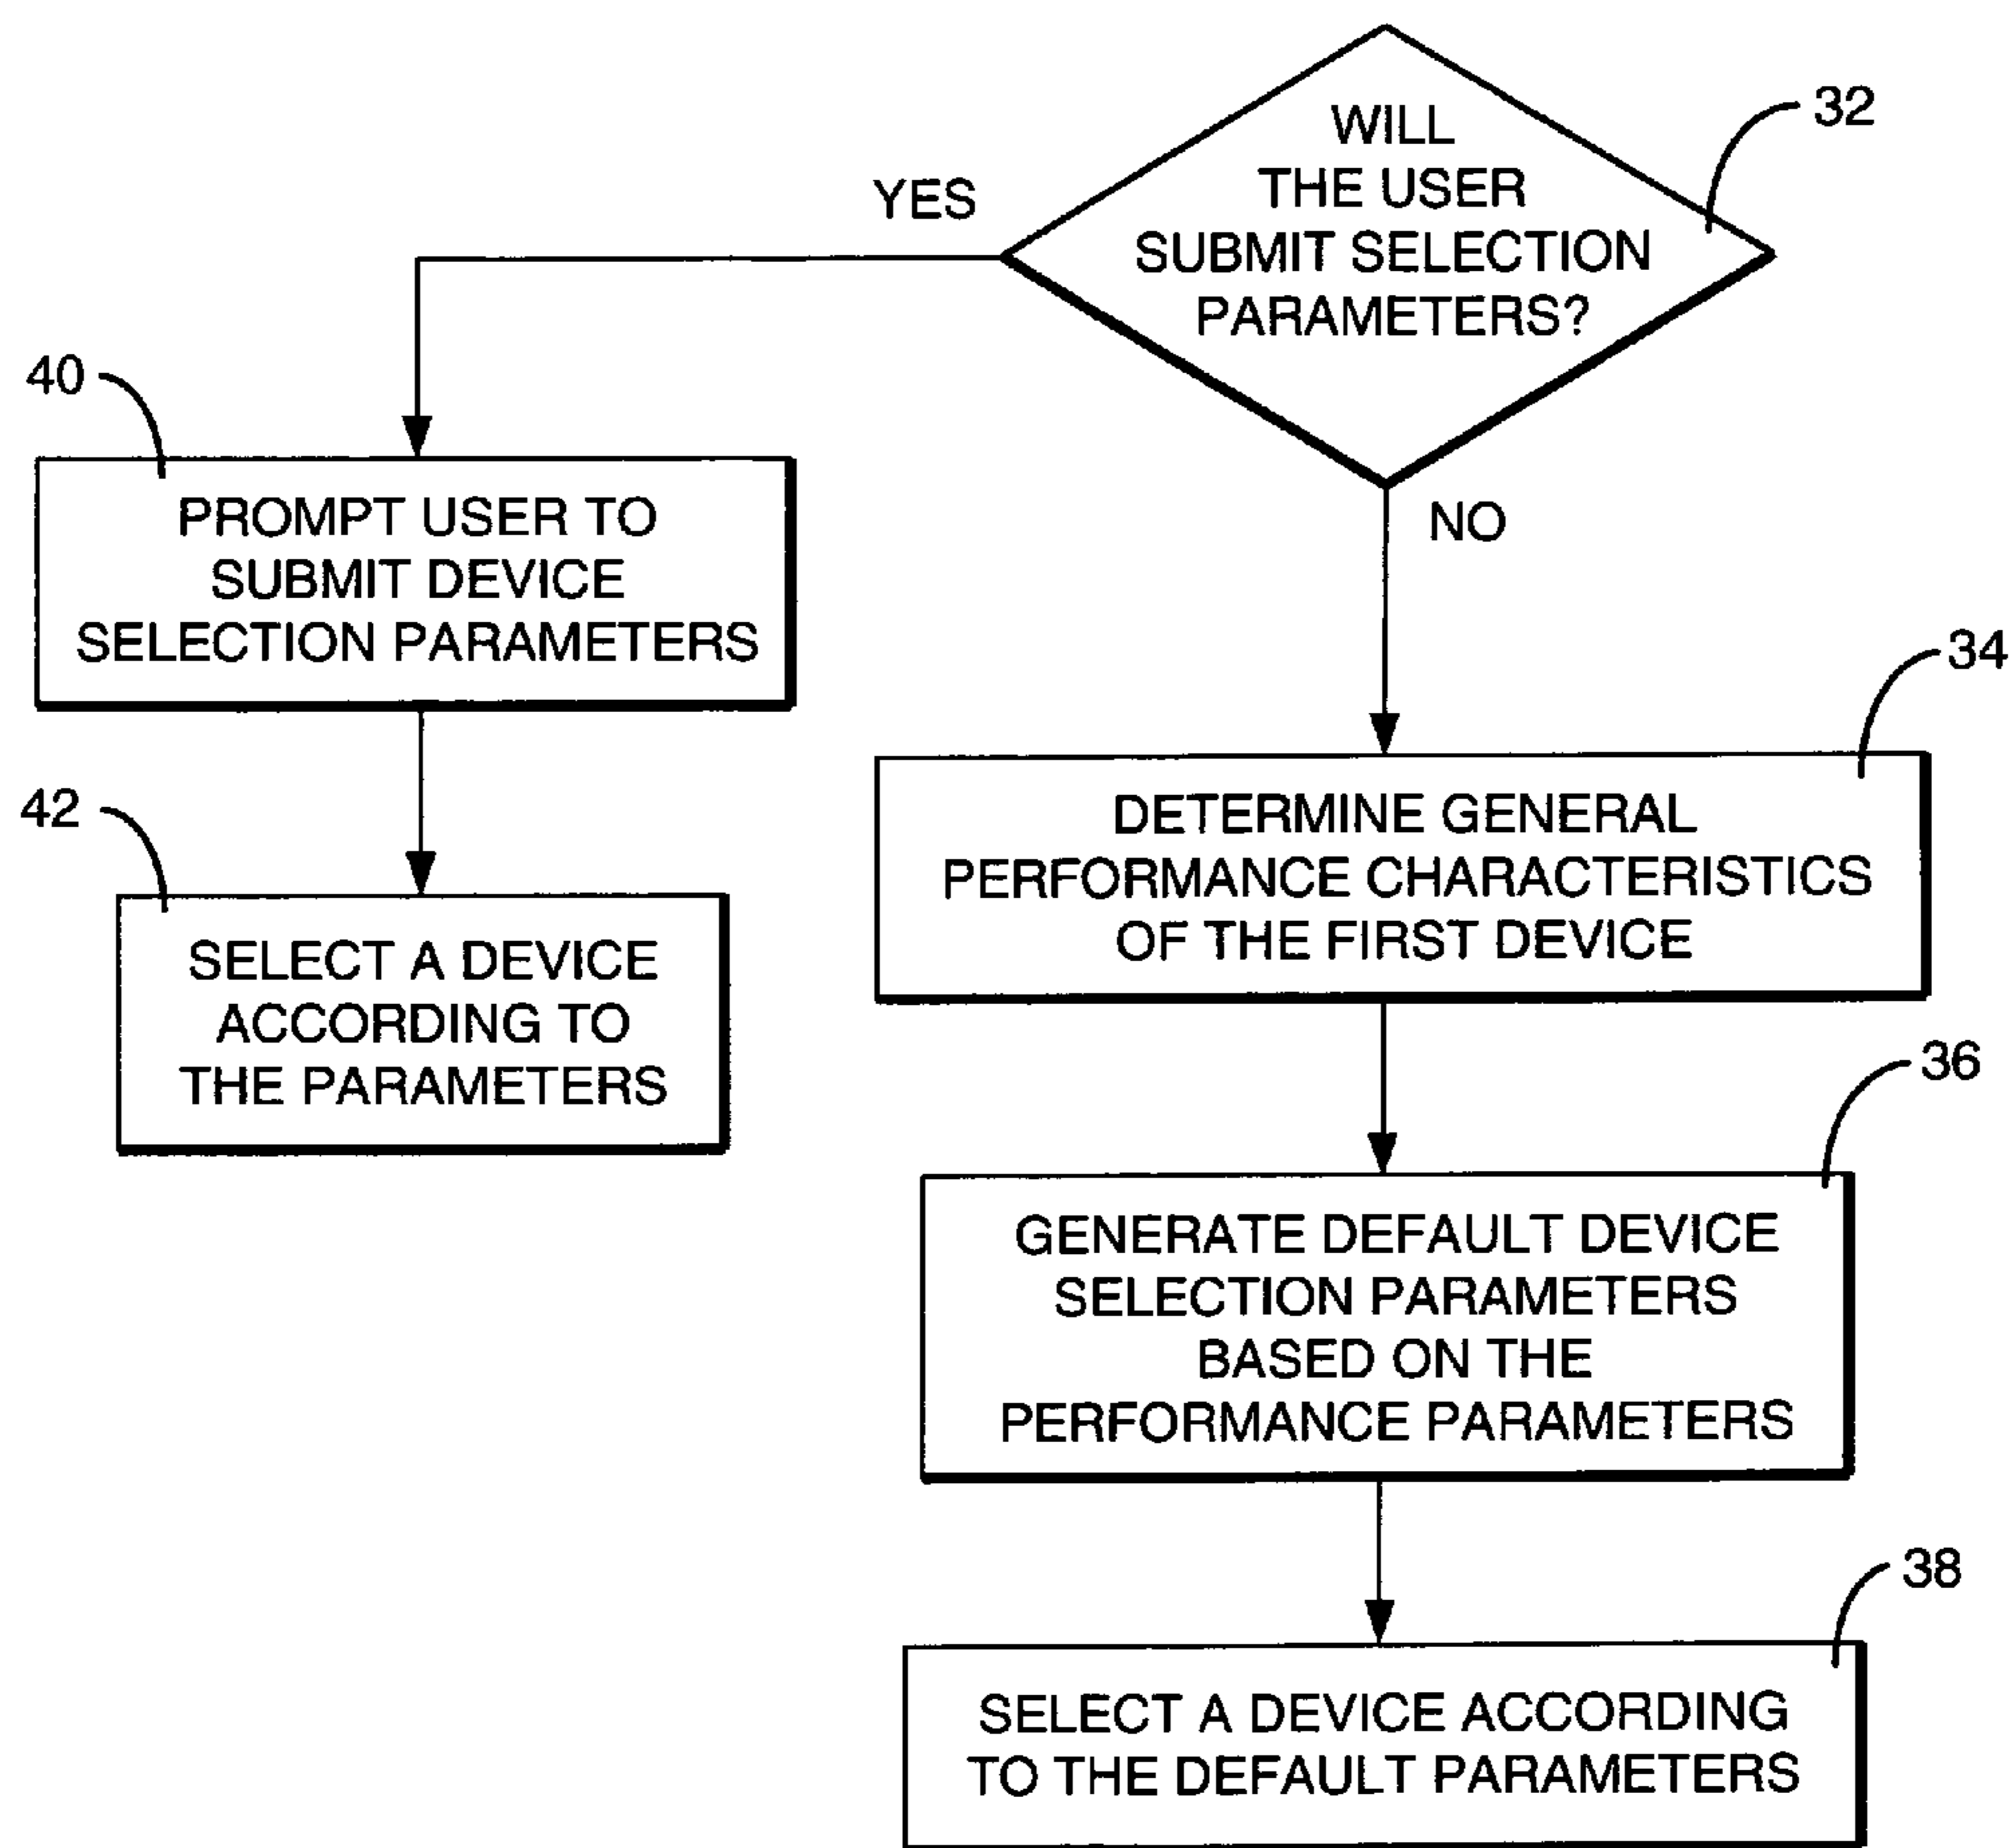 WILL
THE USER
SUBMIT SELECTION
PARAMETERS?
32
YES
NO
40
PROMPT USER TO
SUBMIT DEVICE
SELECTION PARAMETERS
42
SELECT A DEVICE
ACCORDING TO
THE PARAMETERS
34
DETERMINE GENERAL
PERFORMANCE CHARACTERISTICS
OF THE FIRST DEVICE
36
GENERATE DEFAULT DEVICE
SELECTION PARAMETERS
BASED ON THE
PERFORMANCE PARAMETERS
38
SELECT A DEVICE ACCORDING
TO THE DEFAULT PARAMETERS